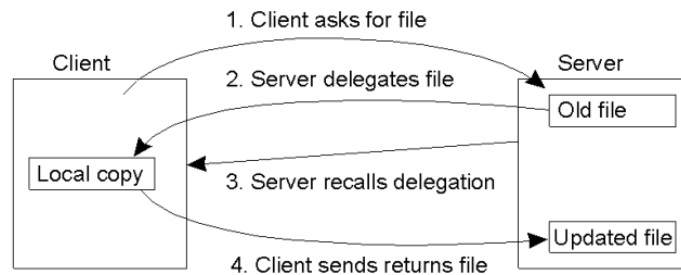 1. Client asks for file
Client
2. Server delegates file
Server
Old file
Local copy
3. Server recalls delegation
Updated file
4. Client sends returns file